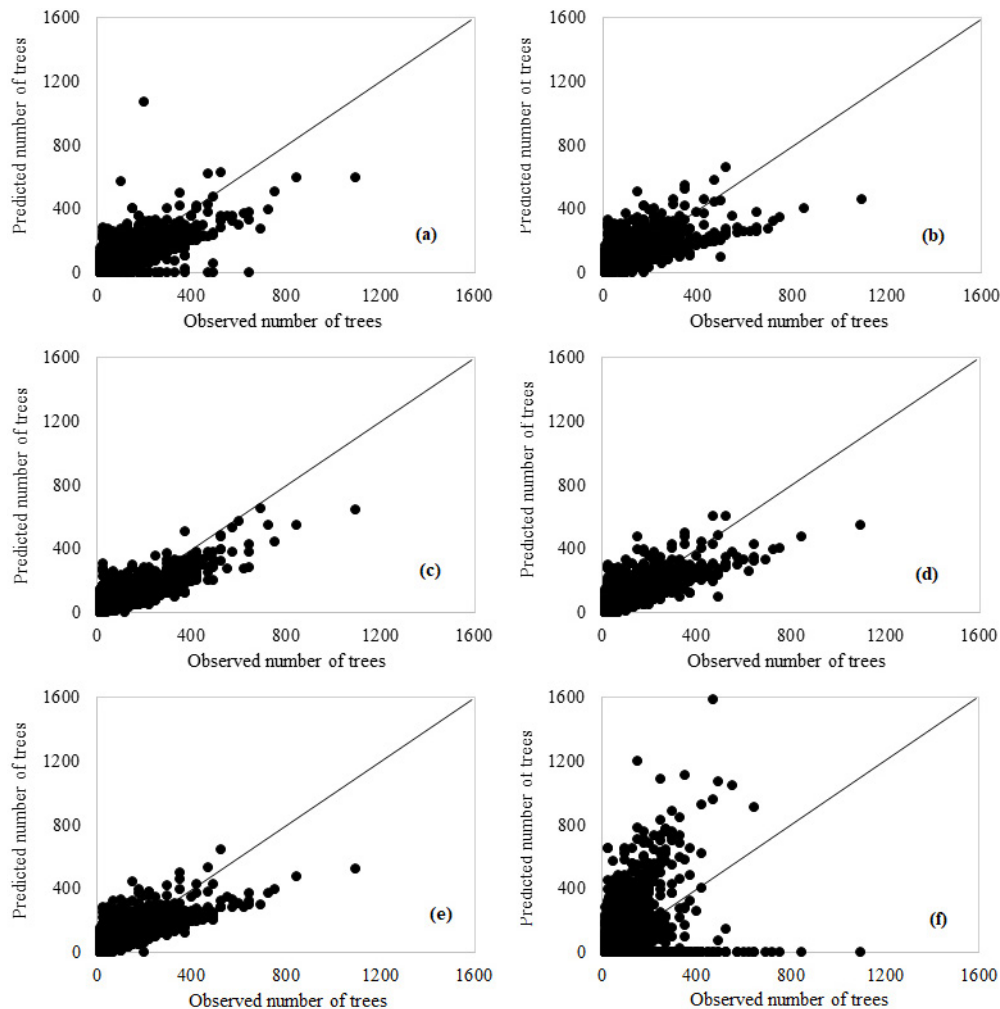 1600
1200
800
400
0
Predicted number of trees
(a)
0 400 800 1200 1600
Observed number of trees
1600
1200
800
400
0
Predicted number of trees
(b)
0 400 800 1200 1600
Observed number of trees
1600
1200
800
400
0
Predicted number of trees
(c)
0 400 800 1200 1600
Observed number of trees
1600
1200
800
400
0
Predicted number of trees
(d)
0 400 800 1200 1600
Observed number of trees
1600
1200
800
400
0
Predicted number of trees
(e)
0 400 800 1200 1600
Observed number of trees
1600
1200
800
400
0
Predicted number of trees
(f)
0 400 800 1200 1600
Observed number of trees